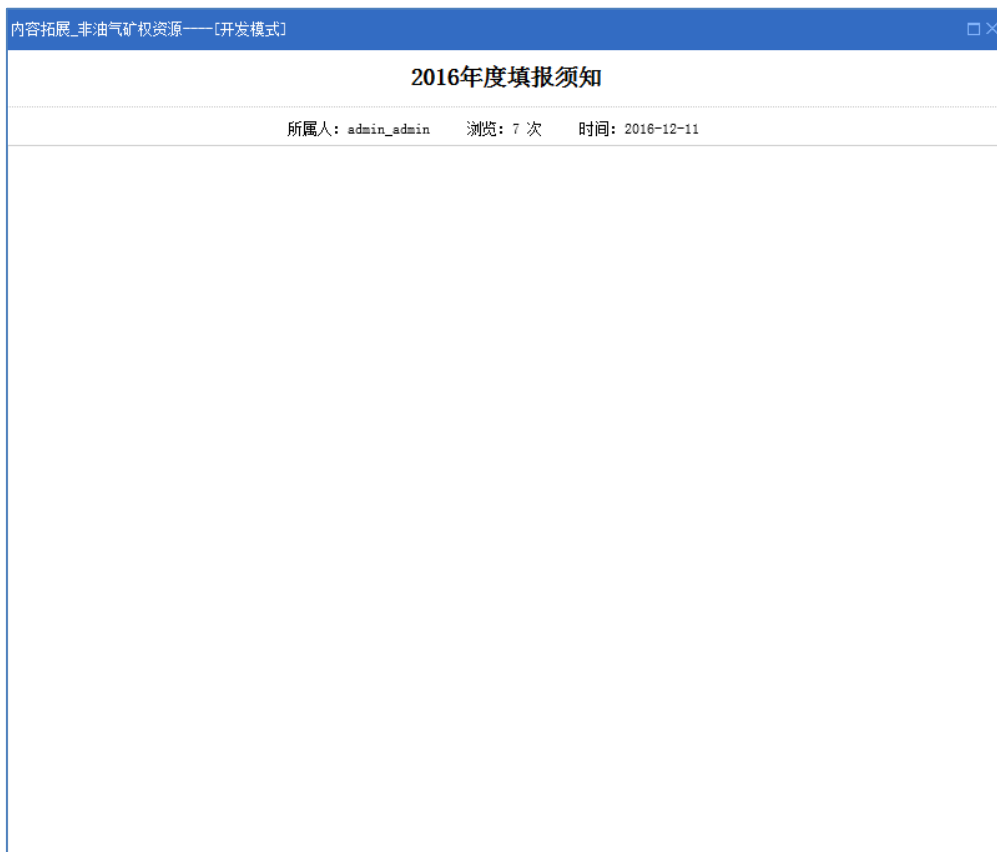 内容拓展_非油气矿权资源----[开发模式]
2016年度填报须知
所属人：admin_admin 浏览：7 次 时间：2016-12-11